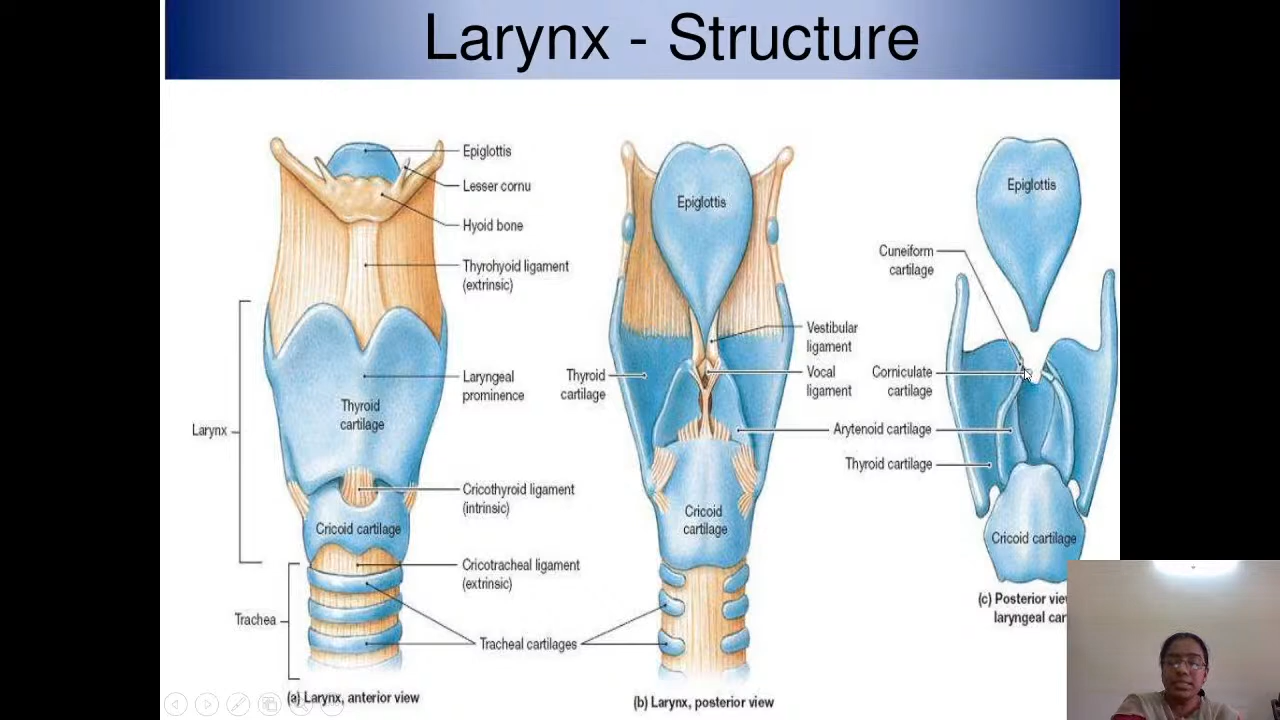 Larynx - Structure
Epiglottis
Lesser cornu
Hyoid bone
Thyrohyoid ligament
(extrinsic)
Laryngeal
prominence
Thyroid
cartilage
Larynx
Cricothyroid ligament
(intrinsic)
Cricoid cartilage
Cricotracheal ligament
(extrinsic)
Trachea
Tracheal cartilages
(a) Larynx, anterior view
Epiglottis
Vestibular
ligament
Vocal
ligament
Thyroid
cartilage
Cricoid
cartilage
(b) Larynx, posterior view
Epiglottis
Cuneiform
cartilage
Corniculate
cartilage
Arytenoid cartilage
Thyroid cartilage
Cricoid cartilage
(c) Posterior
laryngeal